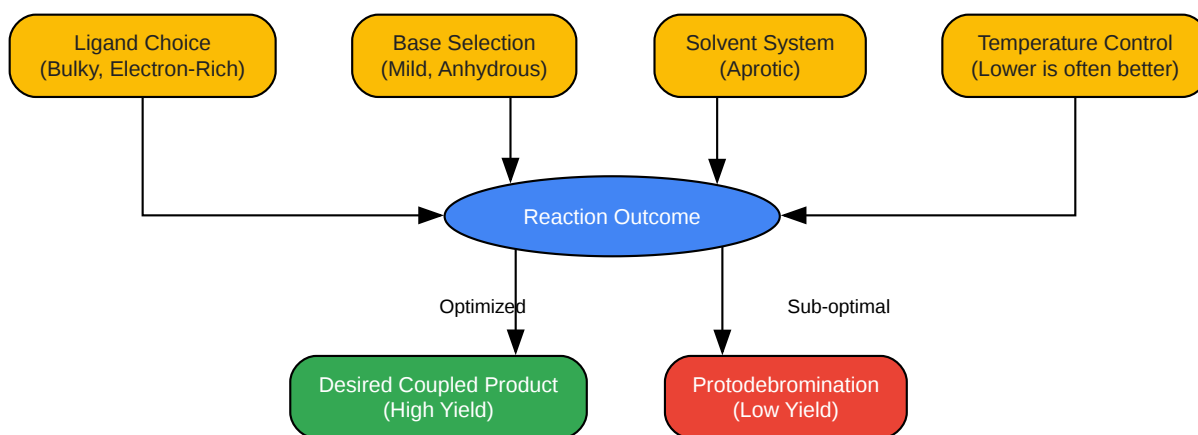 Ligand Choice
(Bulky, Electron-Rich)
Base Selection
(Mild, Anhydrous)
Solvent System
(Aprotic)
Temperature Control
(Lower is often better)
Reaction Outcome
Optimized
Sub-optimal
Desired Coupled Product
(High Yield)
Protodebromination
(Low Yield)